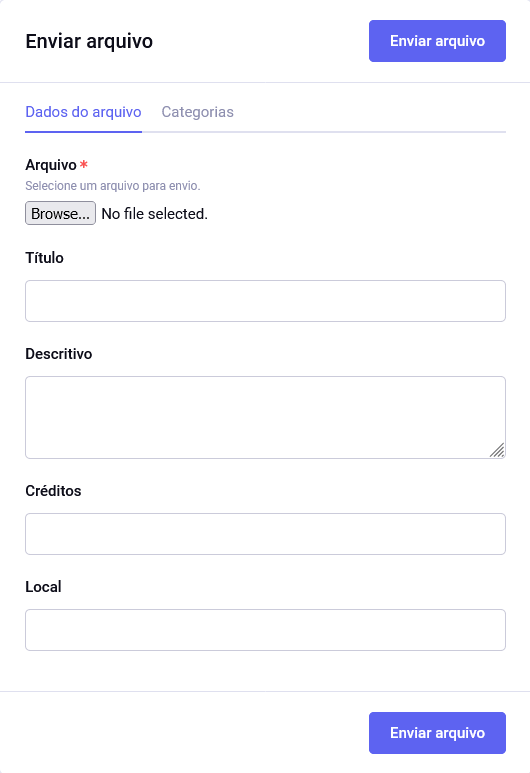 Enviar arquivo
Enviar arquivo
Dados do arquivo
Categorias
Arquivo *
Selecione um arquivo para envio.
Browse... No file selected.
Título
Descritivo
Créditos
Local
Enviar arquivo